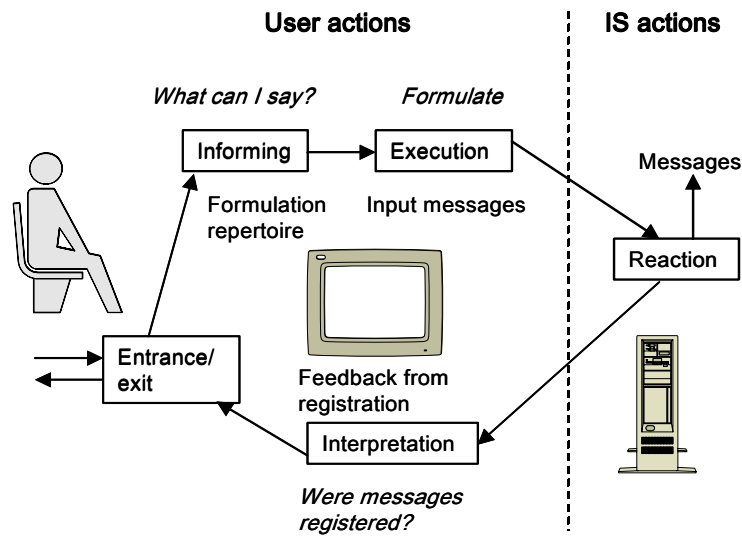 User actions
IS actions
What can I say?
Formulate
Informing
Execution
Messages
Formulation
repertoire
Input messages
Reaction
Entrance/
exit
Feedback from
registration
Interpretation
Were messages
registered?